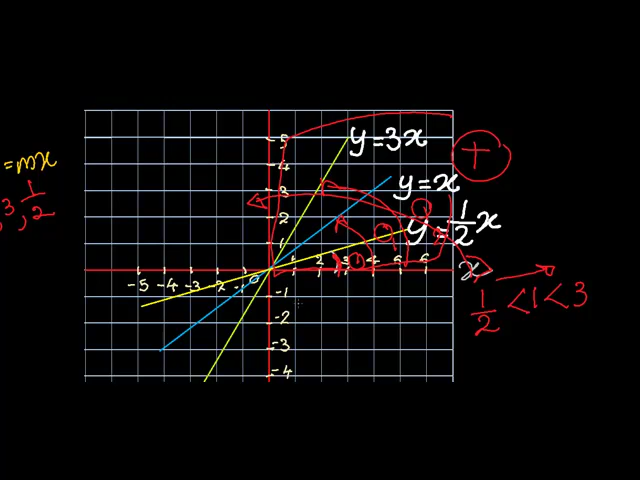 =mx
3, 1/2
y=3x
y=x
y=1/2x
x
+
1/2 <1<3
5
4
3
2
1
-5 -4 -3 -2 -1 0 1 2 3 4 5 6
-1
-2
-3
-4